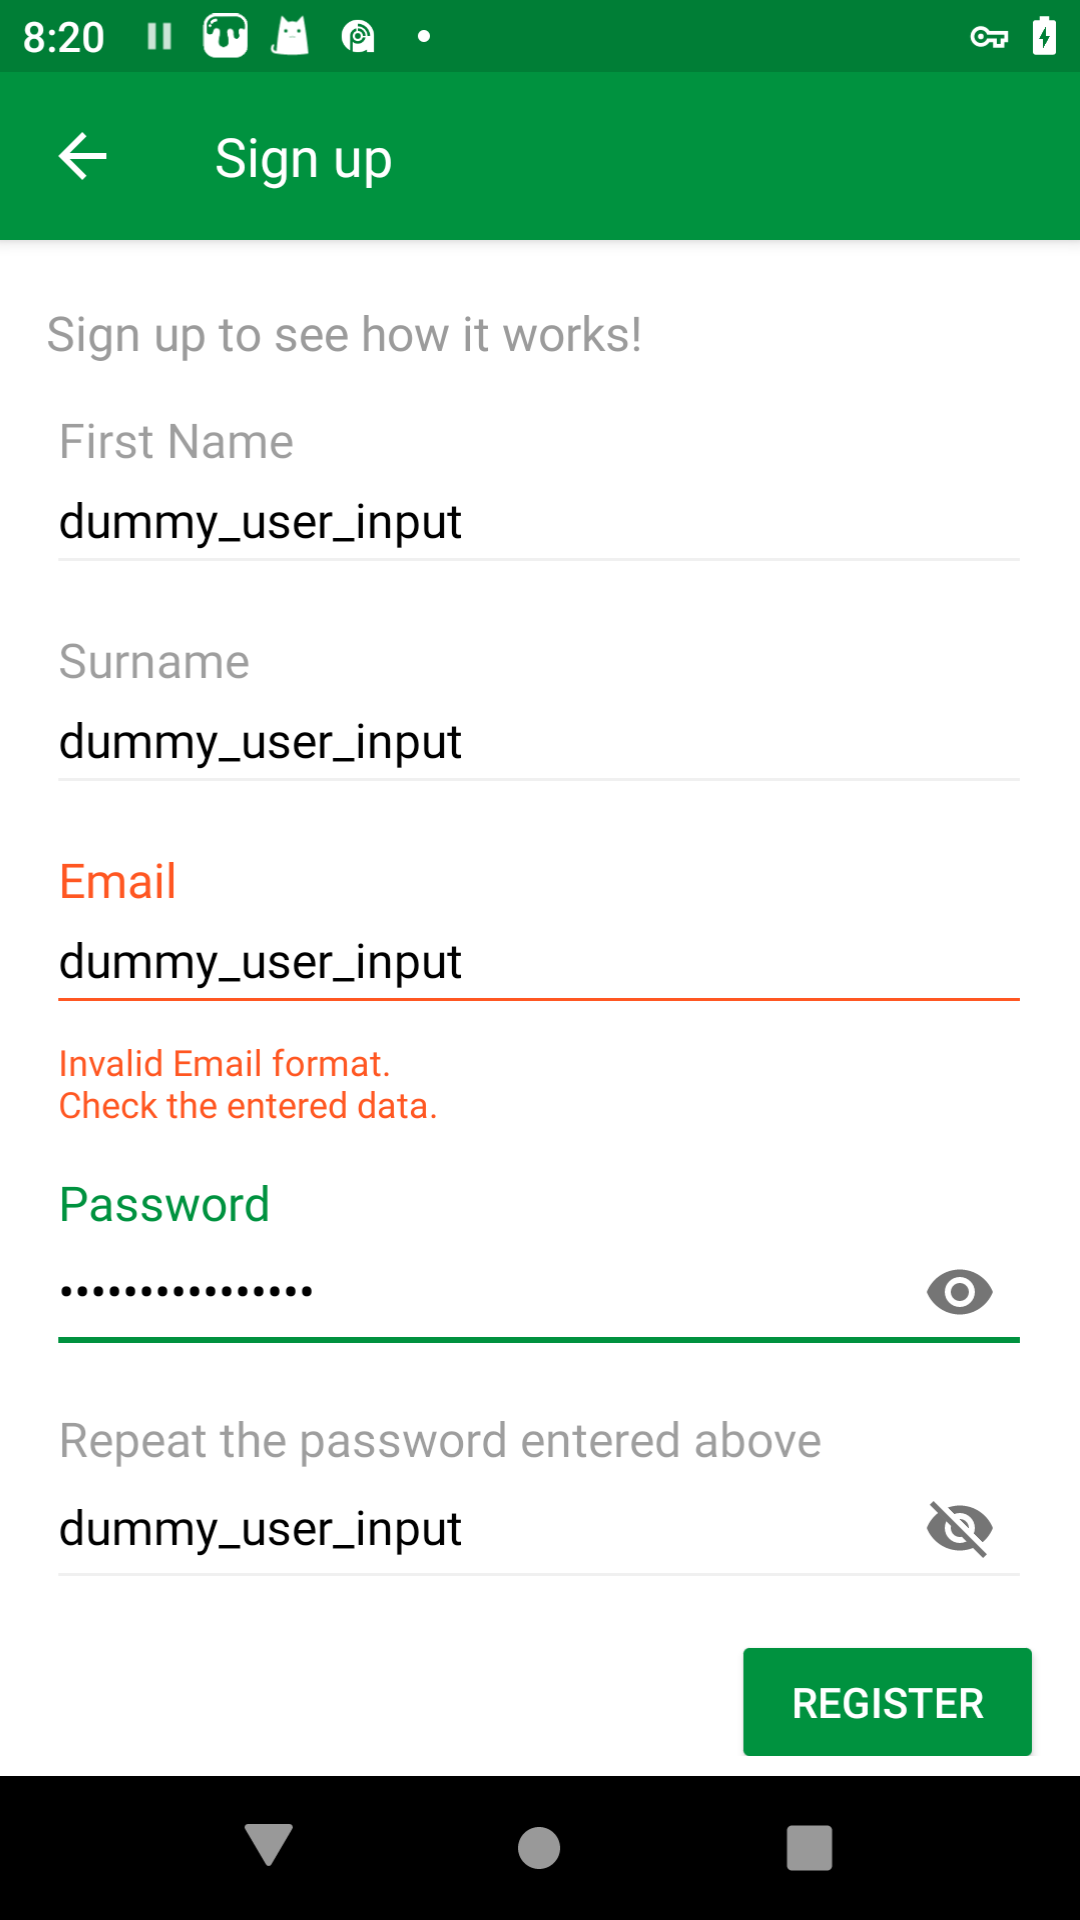 8:20
Sign up
Sign up to see how it works!
First Name
dummy_user_input
Surname
dummy_user_input
Email
dummy_user_input
Invalid Email format.
Check the entered data.
Password
••••••••••••••••
Repeat the password entered above
dummy_user_input
REGISTER